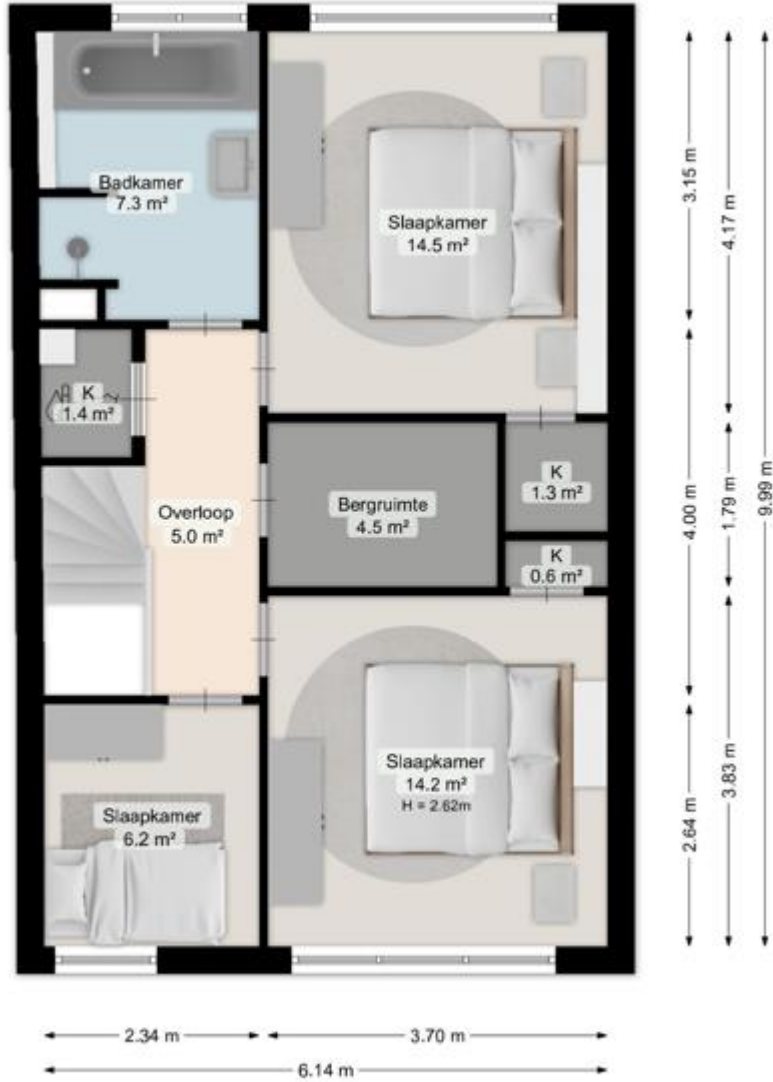 Badkamer
7.3 m²
Slaapkamer
14.5 m²
K
1.4 m²
Overloop
5.0 m²
Bergruimte
4.5 m²
K
1.3 m²
K
0.6 m²
Slaapkamer
14.2 m²
H = 2.62m
Slaapkamer
6.2 m²
3.15 m
4.17 m
4.00 m
1.79 m
9.99 m
2.64 m
3.83 m
2.34 m
3.70 m
6.14 m